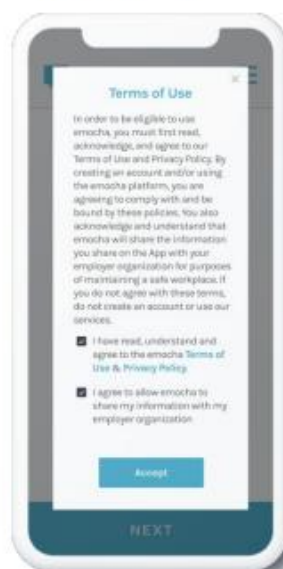 Terms of Use
In order to be eligible to use
emocha, you must first read,
acknowledge, and agree to our
Terms of Use and Privacy Policy. By
creating an account and/or using
the emocha platform, you are
agreeing to comply with and be
bound by these policies. You also
acknowledge and understand that
emocha will share the information
you share on the App with your
employer organization for purposes
of maintaining a safe workplace. If
you do not agree with these terms,
do not create an account or use our
services.
I have read, understand and
agree to the emocha Terms of
Use & Privacy Policy
I agree to allow emocha to
share my information with my
employer organization
Accept
NEXT